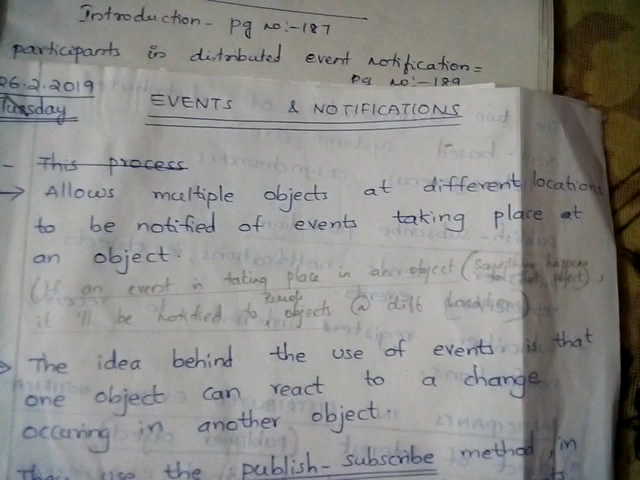 Introduction - pg no:-187
participants in distributed event notification =
pg no:-189
26.2.2019
Tuesday
EVENTS & NOTIFICATIONS
- This process
→ Allows multiple objects at different locations
to be notified of events taking place at
an object.
(If an event is taking place in an object (Something happens to that object),
it 'll be notified to remote objects @ diff location)
> The idea behind the use of events is that
one object can react to a change
occuring in another object.
use the publish-subscribe method, in